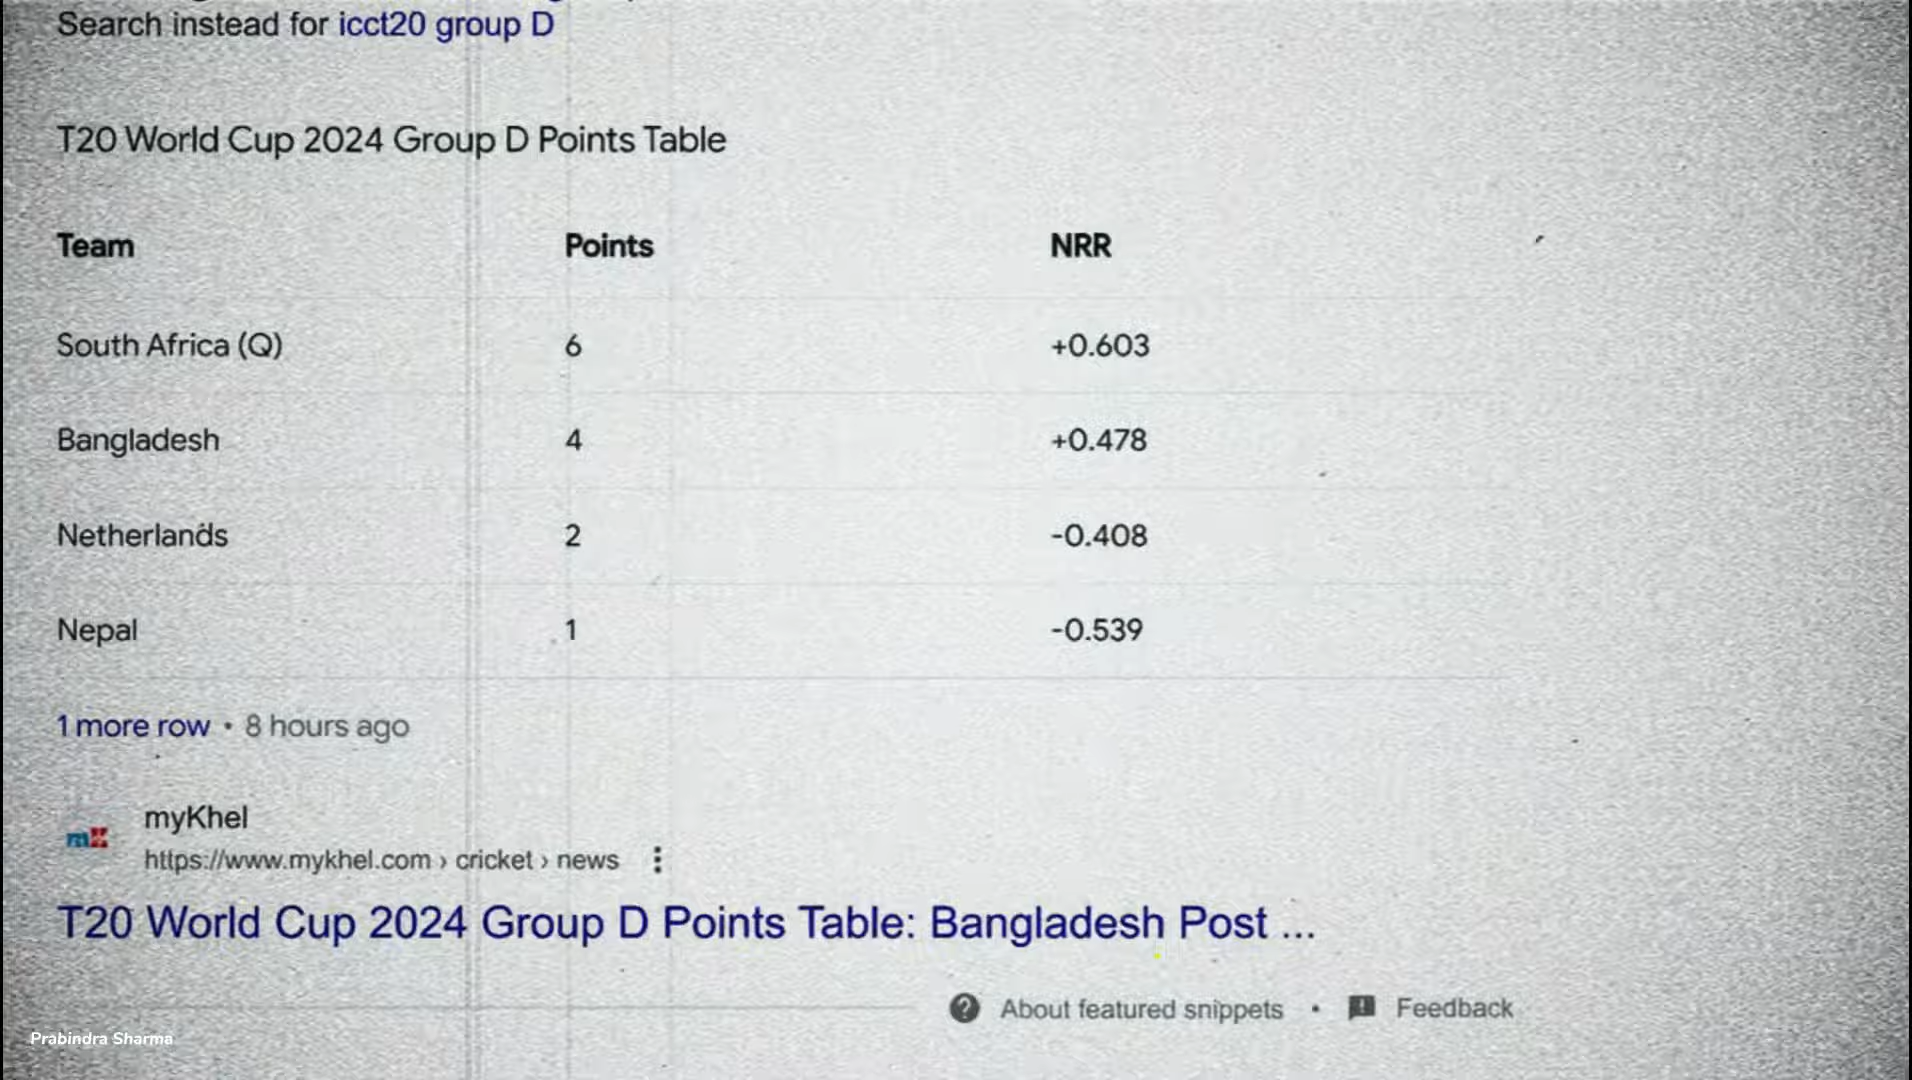 Search instead for icct20 group D
T20 World Cup 2024 Group D Points Table
Team Points NRR
South Africa (Q) 6 +0.603
Bangladesh 4 +0.478
Netherlands 2 -0.408
Nepal 1 -0.539
1 more row • 8 hours ago
myKhel
https://www.mykhel.com › cricket › news
T20 World Cup 2024 Group D Points Table: Bangladesh Post ...
About featured snippets • Feedback
Prabindra Sharma